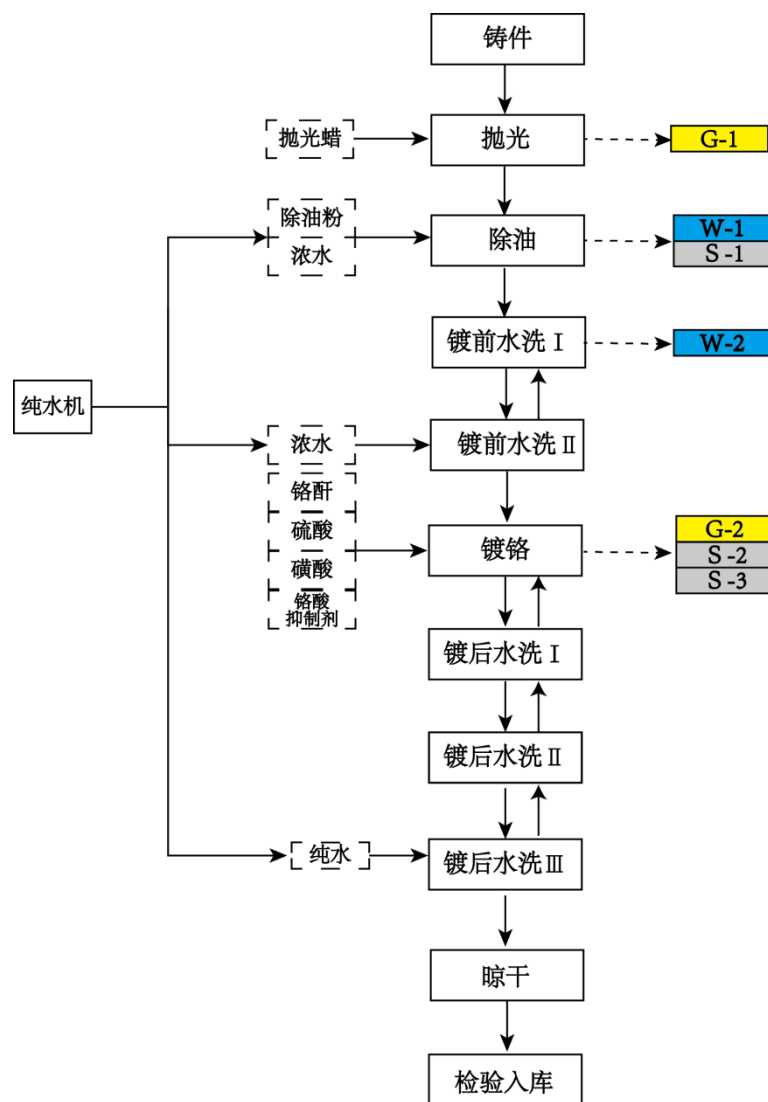 铸件
抛光蜡
抛光
G-1
除油粉
浓水
除油
W-1
S-1
镀前水洗Ⅰ
W-2
纯水机
浓水
镀前水洗Ⅱ
铬酐
硫酸
磺酸
铬酸
抑制剂
镀铬
G-2
S-2
S-3
镀后水洗Ⅰ
镀后水洗Ⅱ
纯水
镀后水洗Ⅲ
晾干
检验入库